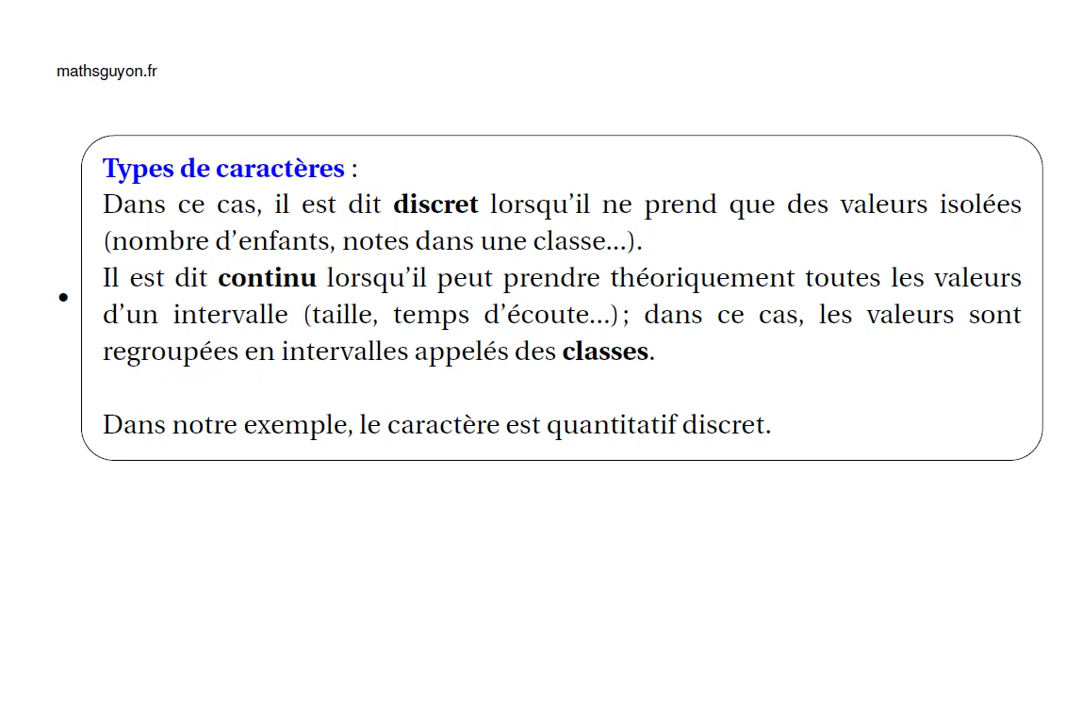 mathsguyon.fr
Types de caractères :
Dans ce cas, il est dit discret lorsqu'il ne prend que des valeurs isolées
(nombre d'enfants, notes dans une classe...).
Il est dit continu lorsqu'il peut prendre théoriquement toutes les valeurs
d'un intervalle (taille, temps d'écoute...) ; dans ce cas, les valeurs sont
regroupées en intervalles appelés des classes.
Dans notre exemple, le caractère est quantitatif discret.